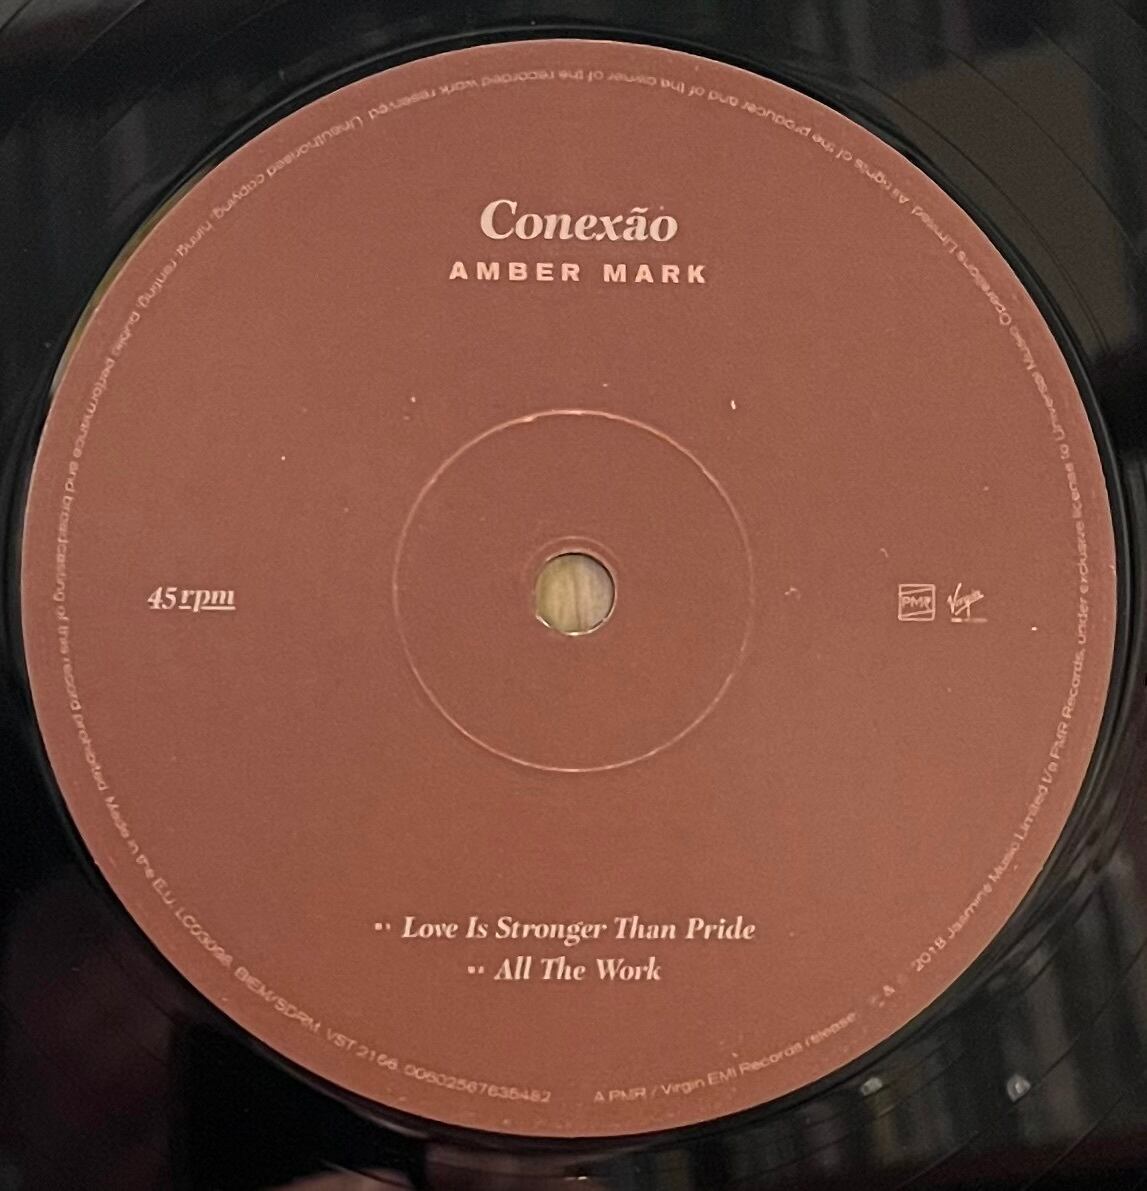 Conexão
AMBER MARK
45 rpm
PMR
Virgin
Love Is Stronger Than Pride
All The Work
A PMR / Virgin EMI Records release. ℗ & © 2018 Jasmine Music Limited t/a PMR Records, under exclusive license to Universal Music Operations Limited. All rights of the producer and of the owner of the recorded work reserved. Unauthorised copying, hiring, renting, public performance and broadcasting of this record prohibited. Made in the E.U. LC03098. BIEM/SDRM. VST 2166. 00602567635482